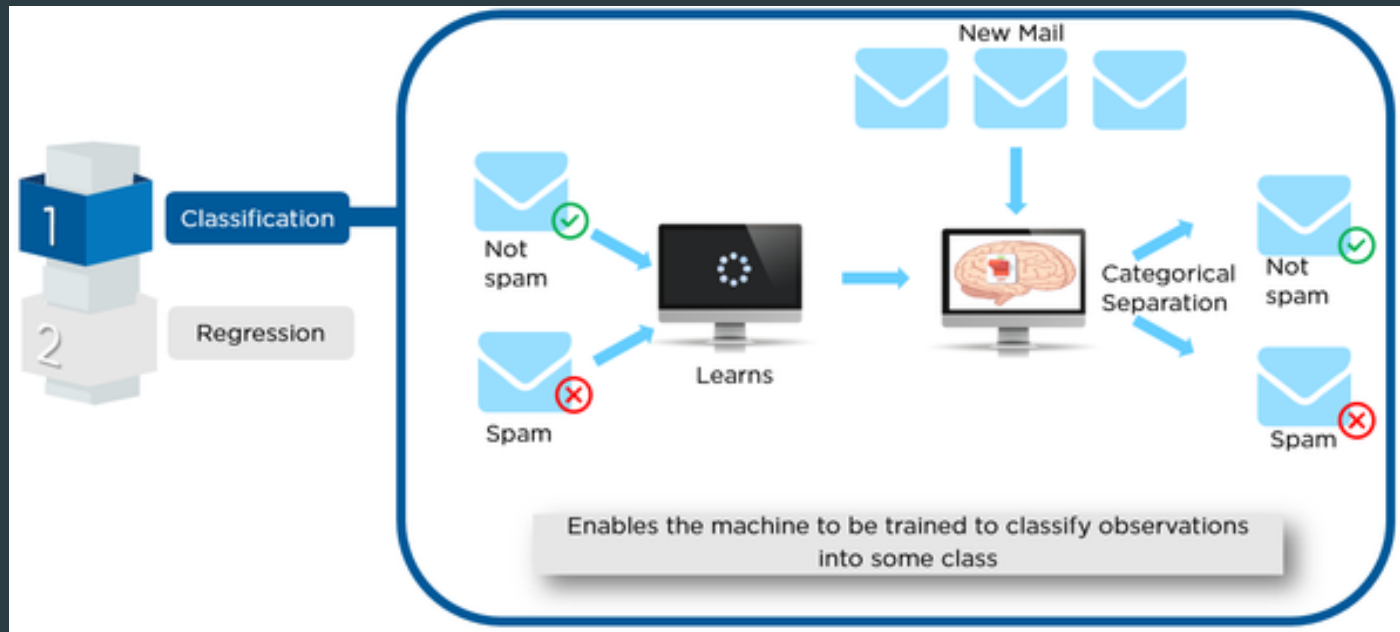 1
Classification
2
Regression
New Mail
Not
spam
Spam
Learns
Categorical
Separation
Not
spam
Spam
Enables the machine to be trained to classify observations
into some class